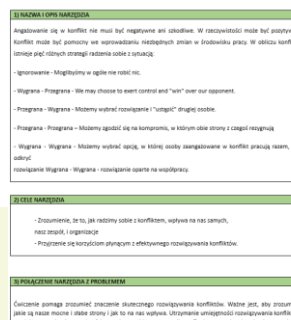 1) NAZWA I OPIS NARZĘDZIA
Angażowanie się w konflikt nie musi być negatywne ani szkodliwe. W rzeczywistości może być
Konflikt może być pomocny we wprowadzaniu niezbędnych zmian w środowisku pracy. W obliczu
istnieje pięć różnych strategii radzenia sobie z sytuacją:
- Ignorowanie - Moglibyśmy w ogóle nie robić nic.
- Wygrana - Przegrana - We may choose to exert control and "win" over our opponent.
- Przegrana - Wygrana - Możemy wybrać rozwiązanie i "ustąpić" drugiej osobie.
- Przegrana - Przegrana – Możemy zgodzić się na kompromis, w którym obie strony z czegoś rezygnują
- Wygrana - Wygrana - Możemy wybrać opcję, w której osoby zaangażowane w konflikt pracują razem,
odkryć
rozwiązanie Wygrana - Wygrana - rozwiązanie oparte na współpracy.
2) CELE NARZĘDZIA
- Zrozumienie, że to, jak radzimy sobie z konfliktem, wpływa na nas samych,
nasz zespół, i organizację
- Przyjrzenie się korzyściom płynącym z efektywnego rozwiązywania konfliktów.
3) POŁĄCZENIE NARZĘDZIA Z PROBLEMEM
Ćwiczenie pomaga zrozumieć znaczenie skutecznego rozwiązywania konfliktów. Ważne jest, aby
jakie są nasze mocne i słabe strony i jak to na nas wpływa. Utrzymanie umiejętności rozwiązywania